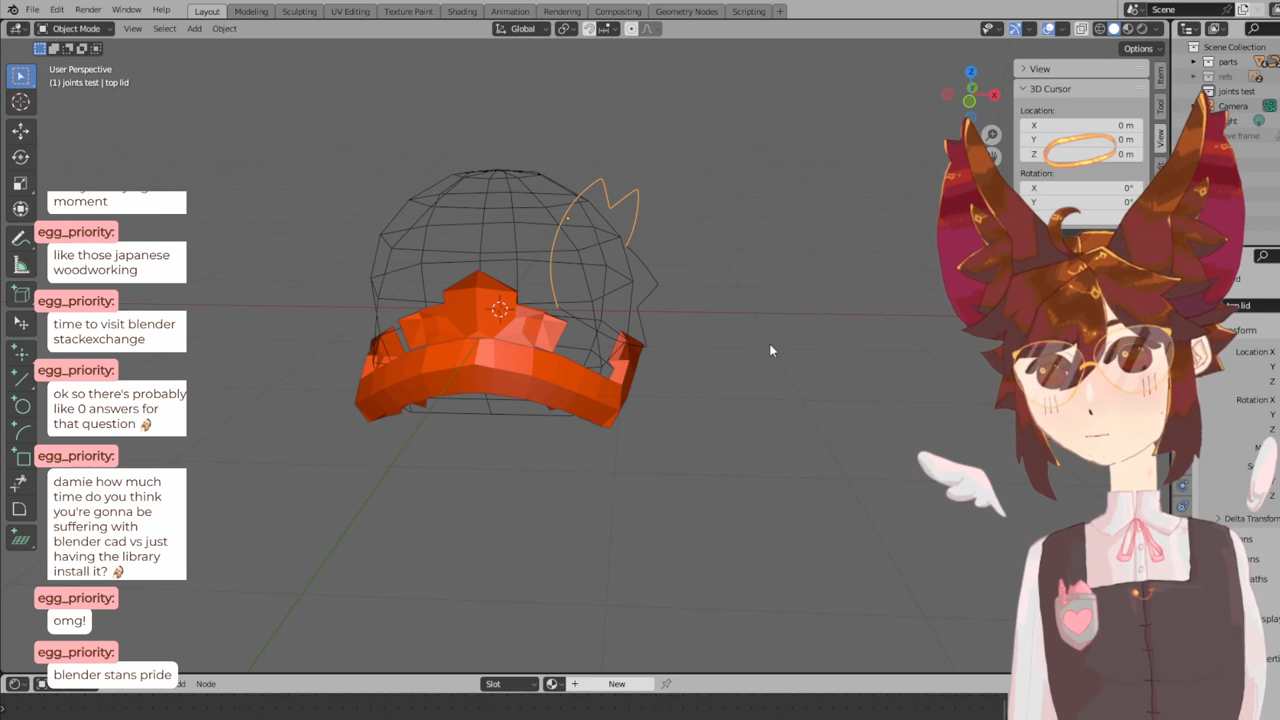 File Edit Render Window Help Layout Modeling Sculpting UV Editing Texture Paint Shading Animation Rendering Compositing Geometry Nodes Scripting + Scene
Object Mode View Select Add Object Global
Options
User Perspective
(1) joints test | top lid
Z
X
View
3D Cursor
Location:
X 0 m
Y 0 m
Z 0 m
Rotation:
X 0°
Y
Item
Tool
View
Scene Collection
parts
refs
joints test
Camera
top lid
Location X
Y
Z
Rotation X
Y
Z
Delta Transform
moment
egg_priority:
like those japanese
woodworking
egg_priority:
time to visit blender
stackexchange
egg_priority:
ok so there's probably
like 0 answers for
that question
egg_priority:
damie how much
time do you think
you're gonna be
suffering with
blender cad vs just
having the library
install it?
egg_priority:
omg!
egg_priority:
blender stans pride
Node Slot New